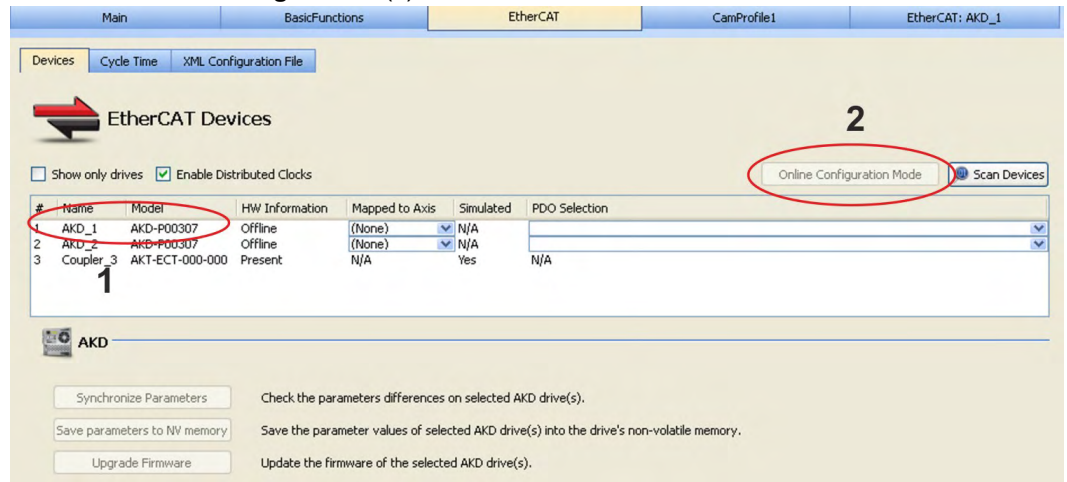 Main BasicFunctions EtherCAT CamProfile1 EtherCAT: AKD_1
Devices Cycle Time XML Configuration File
EtherCAT Devices
2
Show only drives Enable Distributed Clocks Online Configuration Mode Scan Devices
# Name Model HW Information Mapped to Axis Simulated PDO Selection
1 AKD_1 AKD-P00307 Offline (None) N/A
2 AKD_2 AKD-P00307 Offline (None) N/A
3 Coupler_3 AKT-ECT-000-000 Present N/A Yes N/A
1
AKD
Synchronize Parameters Check the parameters differences on selected AKD drive(s).
Save parameters to NV memory Save the parameter values of selected AKD drive(s) into the drive's non-volatile memory.
Upgrade Firmware Update the firmware of the selected AKD drive(s).